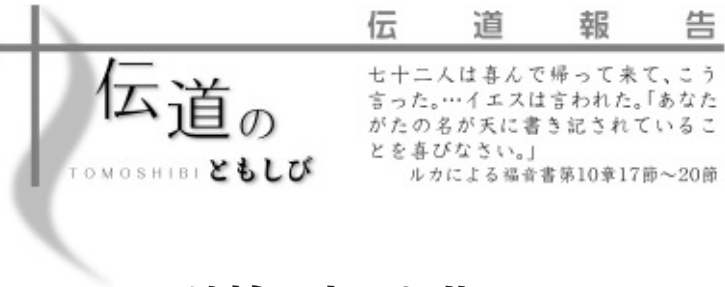 伝道報告
伝道の
TOMOSHIBI ともしび
七十二人は喜んで帰って来て、こう
言った。…イエスは言われた。「あなた
がたの名が天に書き記されているこ
とを喜びなさい。」
ルカによる福音書第10章17節〜20節